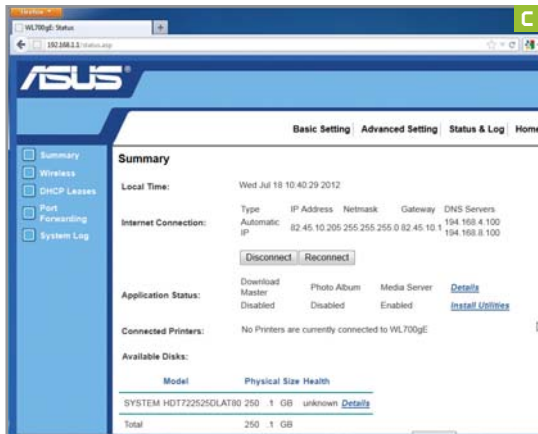 Firefox
C
WL700gE: Status
192.168.1.1/status.asp
ASUS
Basic Setting Advanced Setting Status & Log Home
Summary
Wireless
DHCP Leases
Port Forwarding
System Log
Summary
Local Time: Wed Jul 18 10:40:29 2012
Type IP Address Netmask Gateway DNS Servers
Internet Connection: Automatic IP 82.45.10.205 255.255.255.0 82.45.10.1 194.168.4.100
194.168.8.100
Disconnect Reconnect
Download Master Photo Album Media Server Details
Application Status: Disabled Disabled Enabled Install Utilities
Connected Printers: No Printers are currently connected to WL700gE
Available Disks:
Model Physical Size Health
SYSTEM HDT722525DLAT80 250 .1 GB unknown Details
Total 250 .1 GB